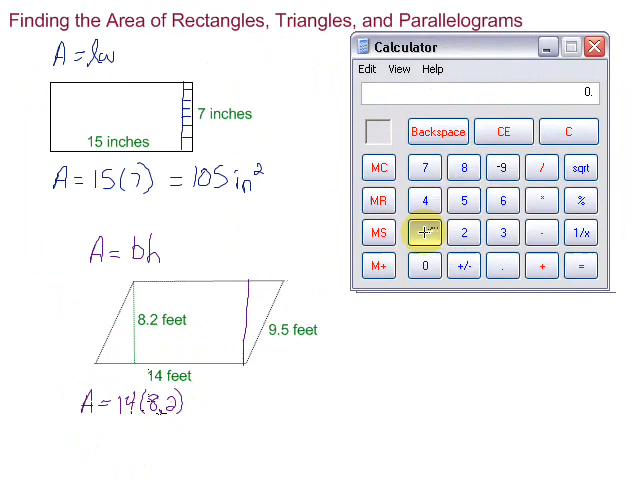 Finding the Area of Rectangles, Triangles, and Parallelograms
A = lw
7 inches
15 inches
A = 15(7) = 105 in²
A = bh
8.2 feet
9.5 feet
14 feet
A = 14(8.2)
Calculator
Edit View Help
0.
Backspace CE C
MC 7 8 9 / sqrt
MR 4 5 6 * %
MS 2 3 - 1/x
M+ 0 +/- . + =